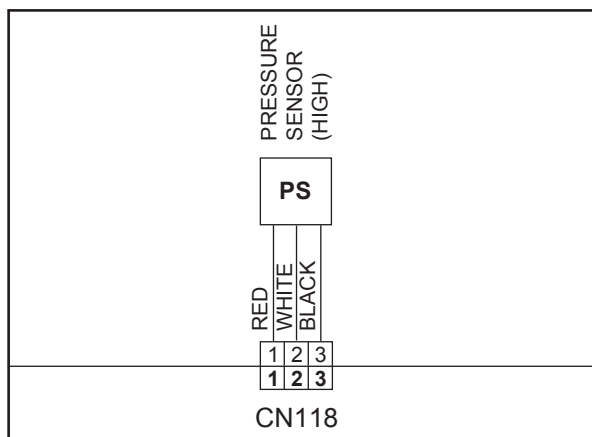 PRESSURE
SENSOR
(HIGH)
PS
RED
WHITE
BLACK
1 2 3
1 2 3
CN118